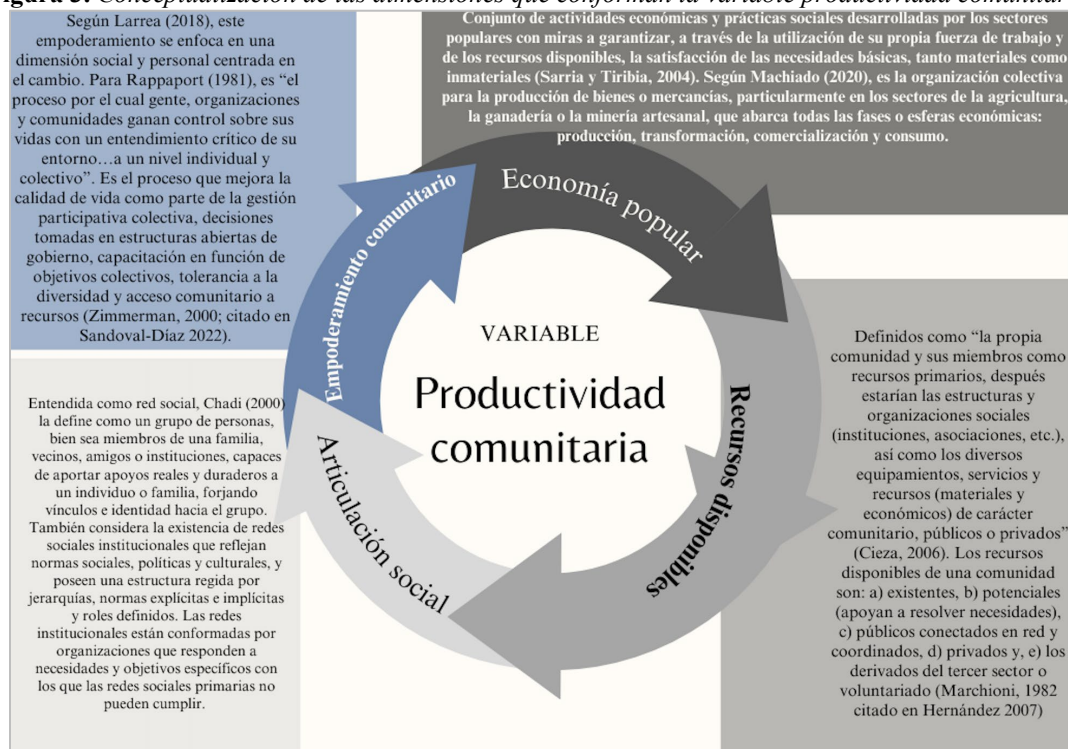 gura 3. Conceptualización de las dimensiones que conforman la variable productividad comunitar
Según Larrea (2018), este
empoderamiento se enfoca en una
dimensión social y personal centrada en
el cambio. Para Rappaport (1981), es “el
proceso por el cual gente, organizaciones
y comunidades ganan control sobre sus
vidas con un entendimiento crítico de su
entorno…a un nivel individual y
colectivo”. Es el proceso que mejora la
calidad de vida como parte de la gestión
participativa colectiva, decisiones
tomadas en estructuras abiertas de
gobierno, capacitación en función de
objetivos colectivos, tolerancia a la
diversidad y acceso comunitario a
recursos (Zimmerman, 2000; citado en
Sandoval-Díaz 2022).
Conjunto de actividades económicas y prácticas sociales desarrolladas por los sectores
populares con miras a garantizar, a través de la utilización de su propia fuerza de trabajo y
de los recursos disponibles, la satisfacción de las necesidades básicas, tanto materiales como
inmateriales (Sarria y Tiribia, 2004). Según Machiado (2020), es la organización colectiva
para la producción de bienes o mercancías, particularmente en los sectores de la agricultura,
la ganadería o la minería artesanal, que abarca todas las fases o esferas económicas:
producción, transformación, comercialización y consumo.
Empoderamiento comunitario
Economía popular
VARIABLE
Productividad
comunitaria
Recursos disponibles
Articulación social
Entendida como red social, Chadi (2000)
la define como un grupo de personas,
bien sea miembros de una familia,
vecinos, amigos o instituciones, capaces
de aportar apoyos reales y duraderos a
un individuo o familia, forjando
vínculos e identidad hacia el grupo.
También considera la existencia de redes
sociales institucionales que reflejan
normas sociales, políticas y culturales, y
poseen una estructura regida por
jerarquías, normas explícitas e implícitas
y roles definidos. Las redes
institucionales están conformadas por
organizaciones que responden a
necesidades y objetivos específicos con
los que las redes sociales primarias no
pueden cumplir.
Definidos como “la propia
comunidad y sus miembros como
recursos primarios, después
estarían las estructuras y
organizaciones sociales
(instituciones, asociaciones, etc.),
así como los diversos
equipamientos, servicios y
recursos (materiales y
económicos) de carácter
comunitario, públicos o privados”
(Cieza, 2006). Los recursos
disponibles de una comunidad
son: a) existentes, b) potenciales
(apoyan a resolver necesidades),
c) públicos conectados en red y
coordinados, d) privados y, e) los
derivados del tercer sector o
voluntariado (Marchioni, 1982
citado en Hernández 2007)